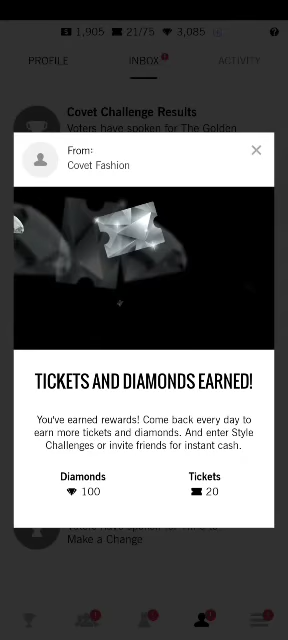 1,905 21/75 3,085
PROFILE INBOX ACTIVITY
Covet Challenge Results
Voters have spoken for The Golden
From:
Covet Fashion
TICKETS AND DIAMONDS EARNED!
You've earned rewards! Come back every day to
earn more tickets and diamonds. And enter Style
Challenges or invite friends for instant cash.
Diamonds Tickets
100 20
Make a Change